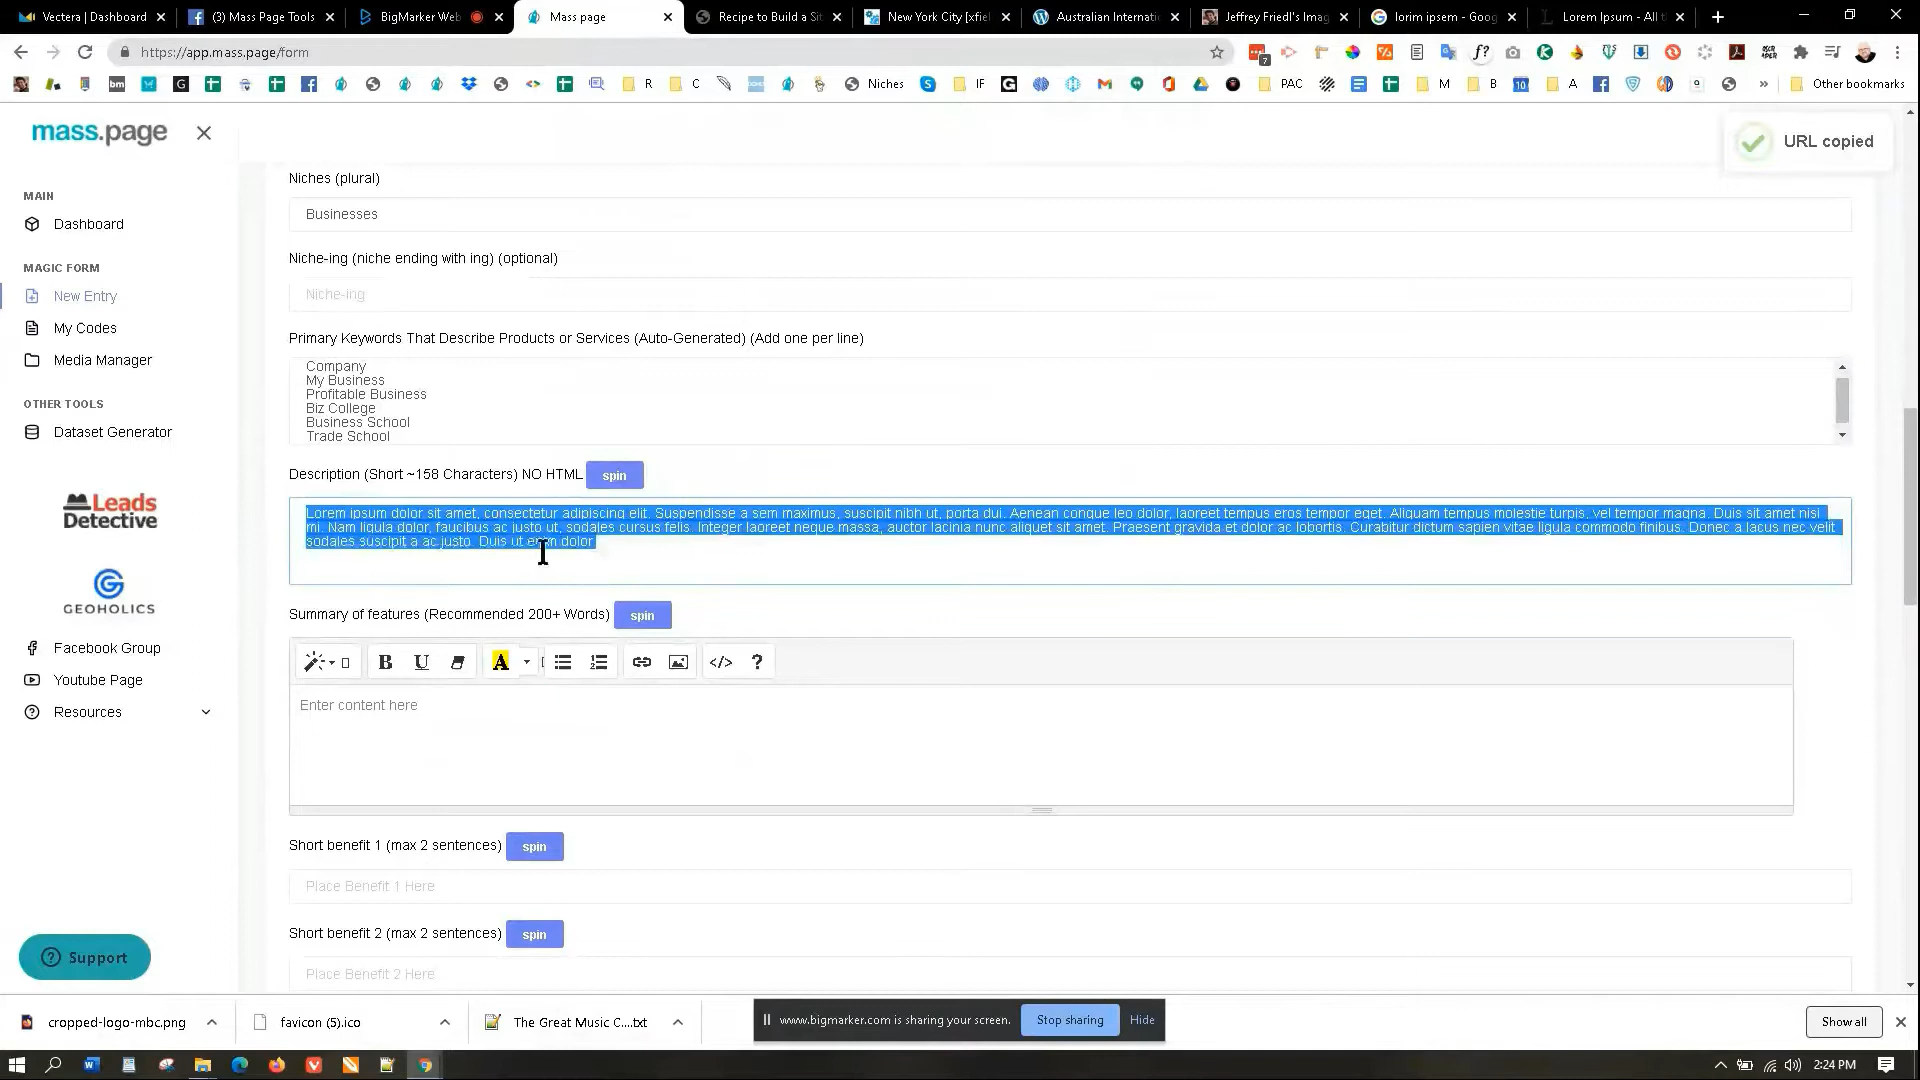 Vectera | Dashboard
(3) Mass Page Tools
BigMarker Web
Mass page
Recipe to Build a Sit
New York City [xfiel
Australian Internatio
Jeffrey Friedl's Imag
lorim ipsem - Goog
Lorem Ipsum - All t
https://app.mass.page/form
7
f?
bm
G
R
C
Niches
IF
PAC
M
B
10
A
Other bookmarks
mass.page
URL copied
MAIN
Dashboard
MAGIC FORM
New Entry
My Codes
Media Manager
OTHER TOOLS
Dataset Generator
Leads
Detective
GEOHOLICS
Facebook Group
Youtube Page
Resources
Support
Niches (plural)
Businesses
Niche-ing (niche ending with ing) (optional)
Niche-ing
Primary Keywords That Describe Products or Services (Auto-Generated) (Add one per line)
Company
My Business
Profitable Business
Biz College
Business School
Trade School
Description (Short ~158 Characters) NO HTML spin
Lorem ipsum dolor sit amet, consectetur adipiscing elit. Suspendisse a sem maximus, suscipit nibh ut, porta dui. Aenean congue leo dolor, laoreet tempus eros tempor eget. Aliquam tempus molestie turpis, vel tempor magna. Duis sit amet nisl
mi. Nam ligula dolor, faucibus ac justo ut, sodales cursus felis. Integer laoreet neque massa, auctor lacinia nunc aliquet sit amet. Praesent gravida et dolor ac lobortis. Curabitur dictum sapien vitae ligula commodo finibus. Donec a lacus nec velit
sodales suscipit a ac justo. Duis ut dolor
Summary of features (Recommended 200+ Words) spin
B U A </> ?
Enter content here
Short benefit 1 (max 2 sentences) spin
Place Benefit 1 Here
Short benefit 2 (max 2 sentences) spin
Place Benefit 2 Here
cropped-logo-mbc.png
favicon (5).ico
The Great Music C....txt
www.bigmarker.com is sharing your screen.
Stop sharing
Hide
Show all
2:24 PM